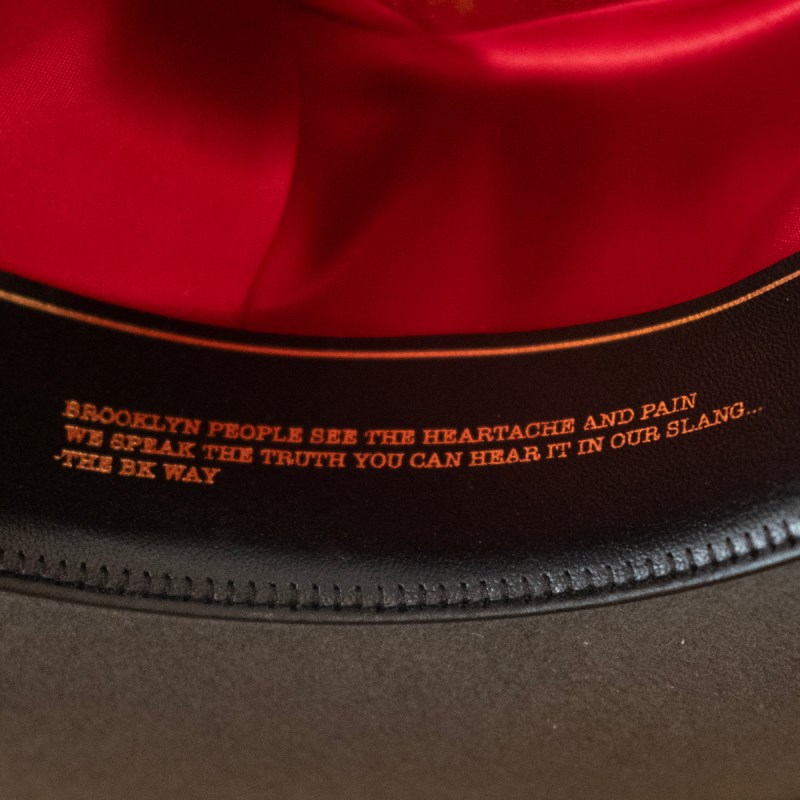 BROOKLYN PEOPLE SEE THE HEARTACHE AND PAIN
WE SPEAK THE TRUTH YOU CAN HEAR IT IN OUR SLANG...
-THE BK WAY